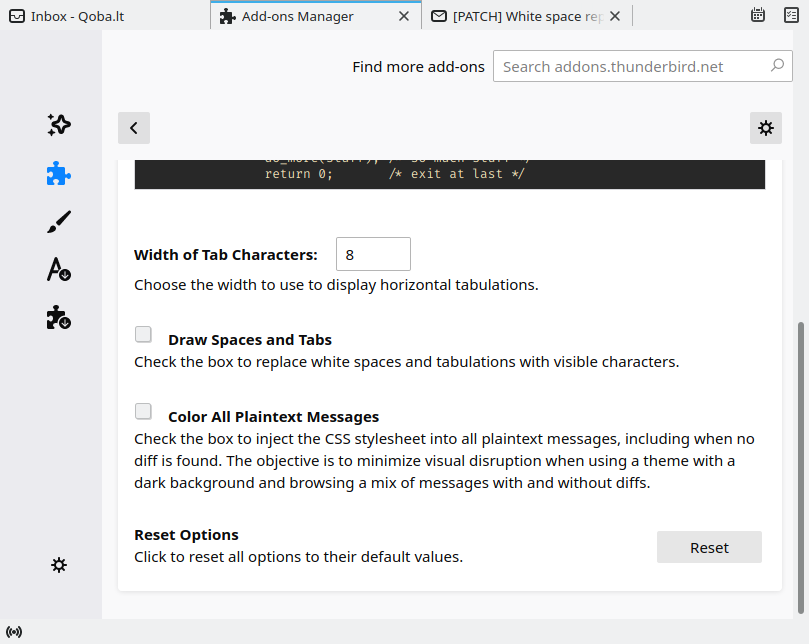 Inbox - Qoba.lt
Add-ons Manager
[PATCH] White space rep
Find more add-ons
Search addons.thunderbird.net
do_more(stuff); /* so much stuff */
return 0; /* exit at last */
Width of Tab Characters:
8
Choose the width to use to display horizontal tabulations.
Draw Spaces and Tabs
Check the box to replace white spaces and tabulations with visible characters.
Color All Plaintext Messages
Check the box to inject the CSS stylesheet into all plaintext messages, including when no
diff is found. The objective is to minimize visual disruption when using a theme with a
dark background and browsing a mix of messages with and without diffs.
Reset Options
Click to reset all options to their default values.
Reset